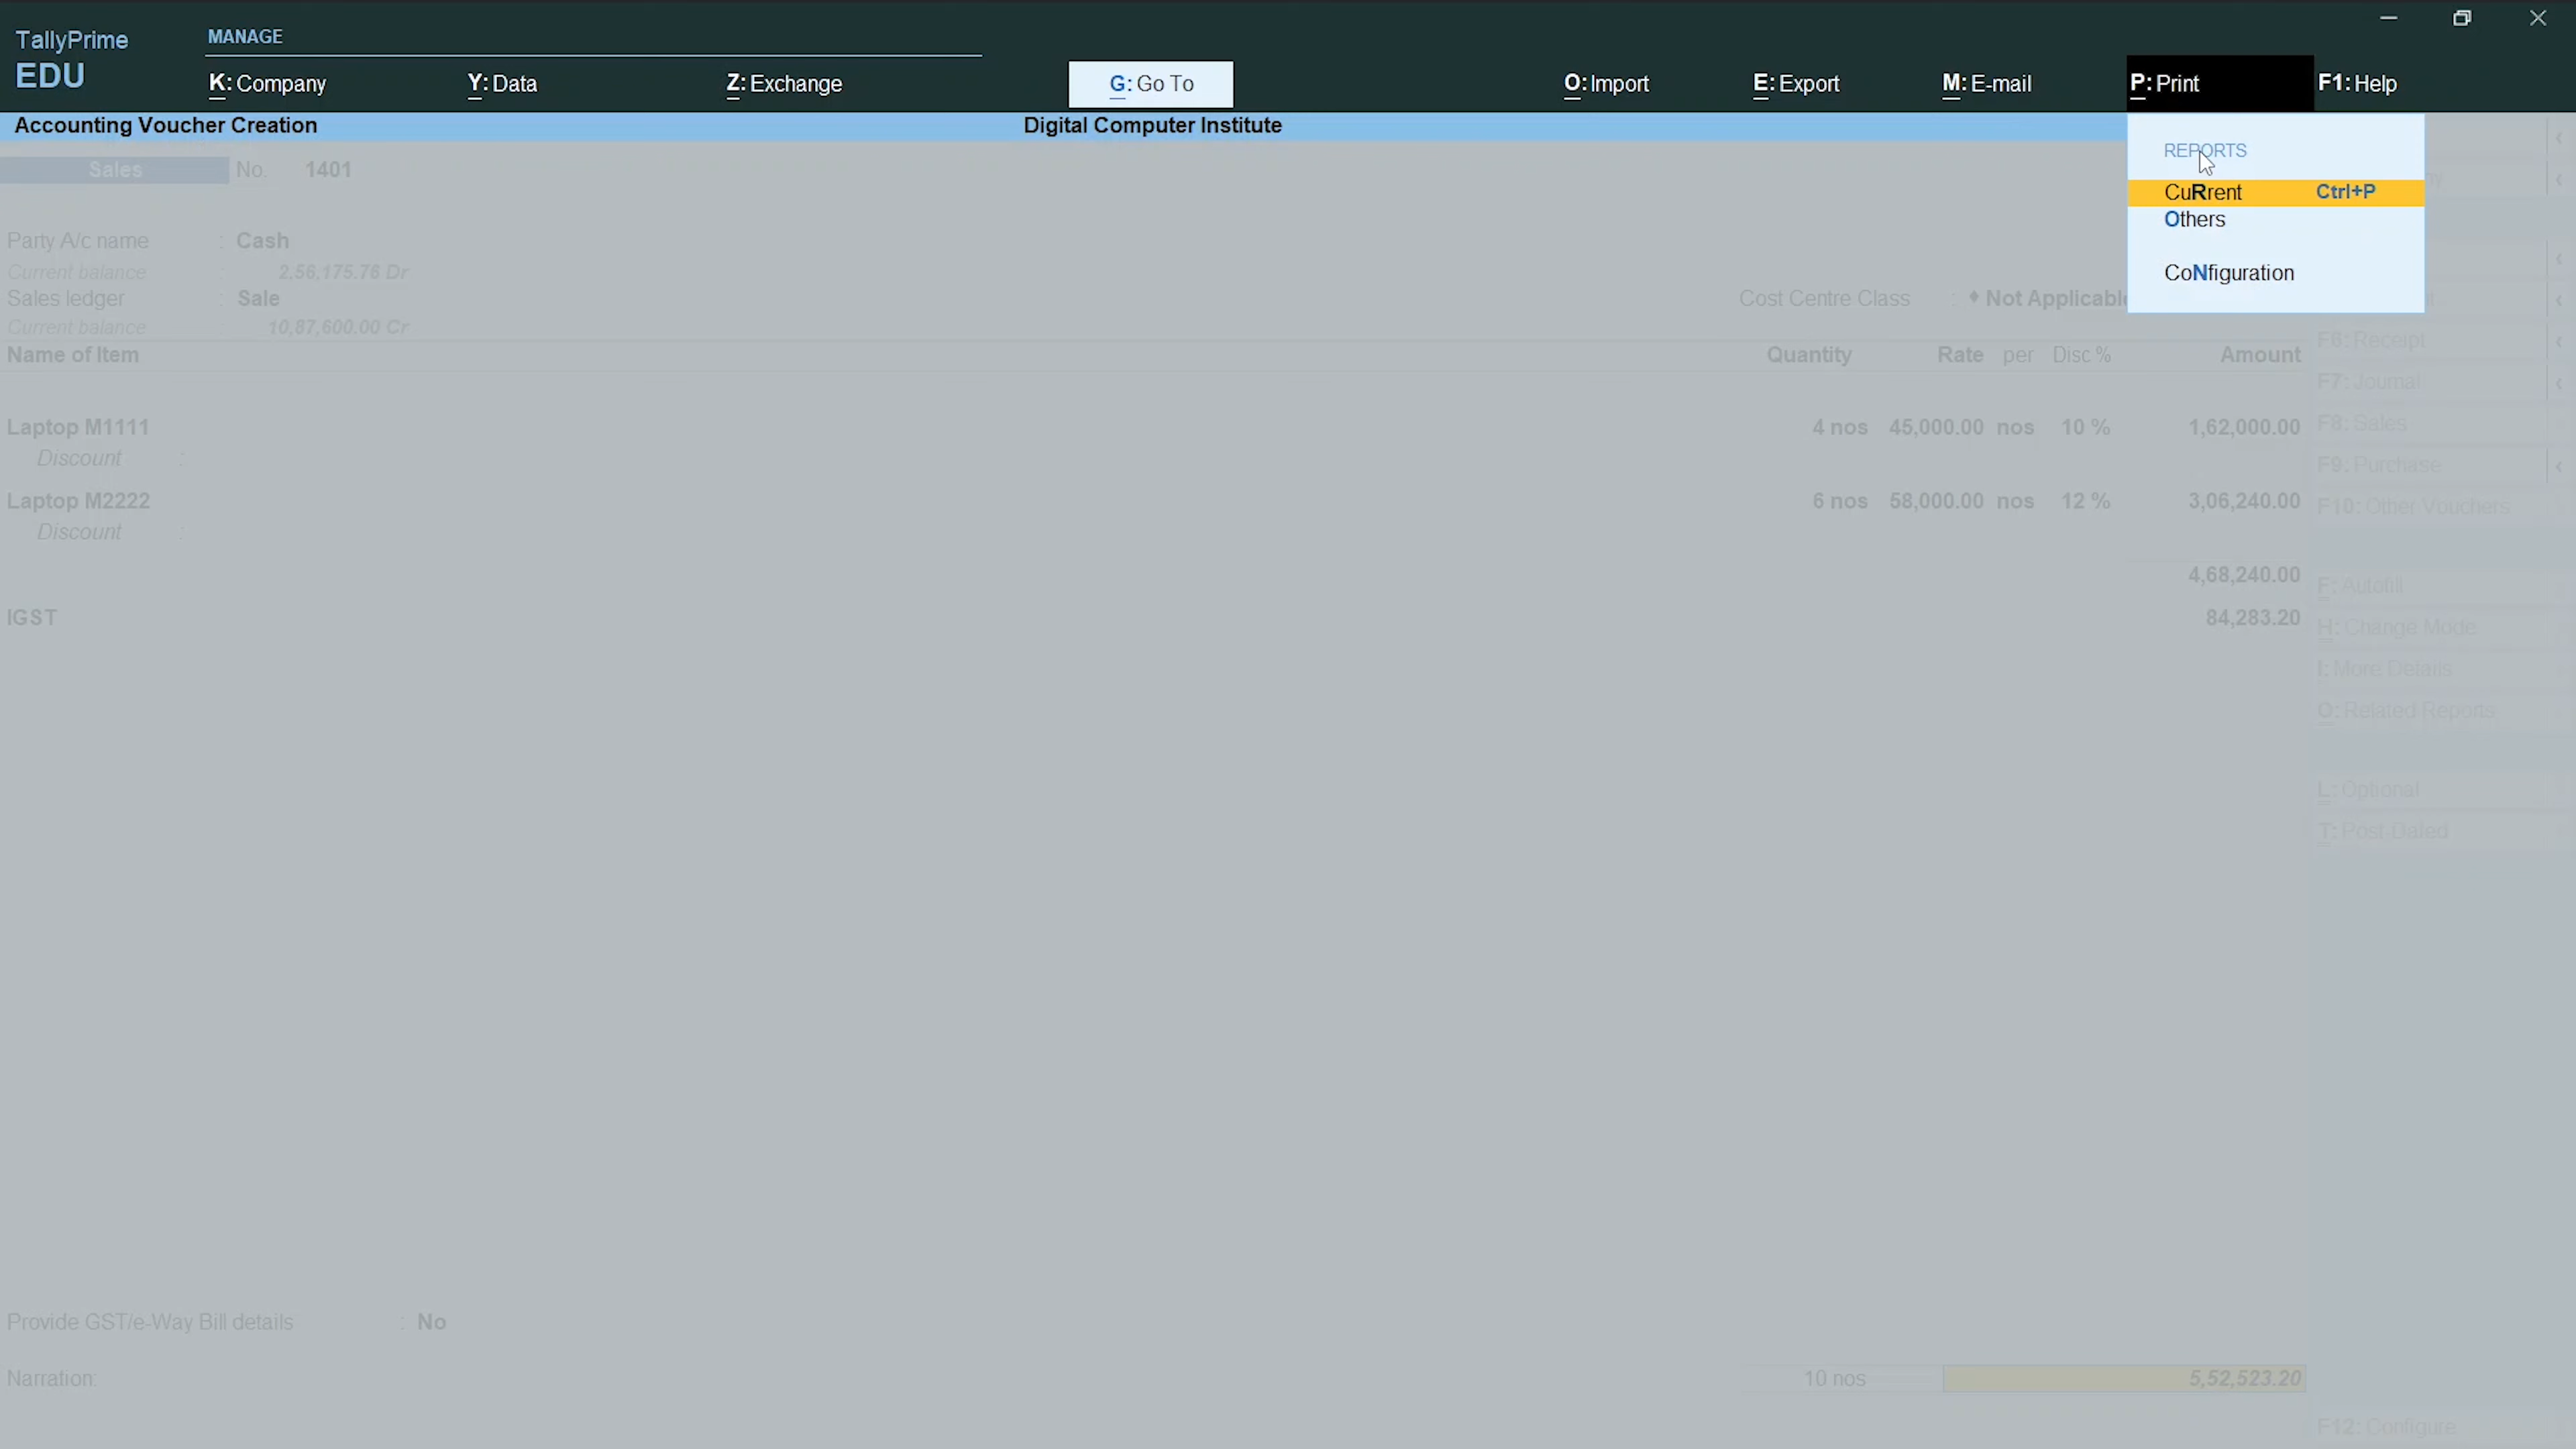 TallyPrime
EDU
MANAGE
K: Company
Y: Data
Z: Exchange
G: Go To
O: Import
E: Export
M: E-mail
P: Print
F1: Help
Accounting Voucher Creation
Digital Computer Institute
REPORTS
CuRrent Ctrl+P
Others
CoNfiguration
Sales No. 1401
Party A/c name : Cash
Current balance : 2,56,175.76 Dr
Sales ledger : Sale
Current balance : 10,87,600.00 Cr
Cost Centre Class : ♦ Not Applicable
Name of Item Quantity Rate per Disc % Amount
Laptop M1111 4 nos 45,000.00 nos 10 % 1,62,000.00
Discount :
Laptop M2222 6 nos 58,000.00 nos 12 % 3,06,240.00
Discount :
4,68,240.00
IGST 84,283.20
Provide GST/e-Way Bill details : No
Narration:
10 nos 5,52,523.20
F6: Receipt
F7: Journal
F8: Sales
F9: Purchase
F10: Other Vouchers
F: Autofill
H: Change Mode
I: More Details
O: Related Reports
L: Optional
T: Post-Dated
F12: Configure